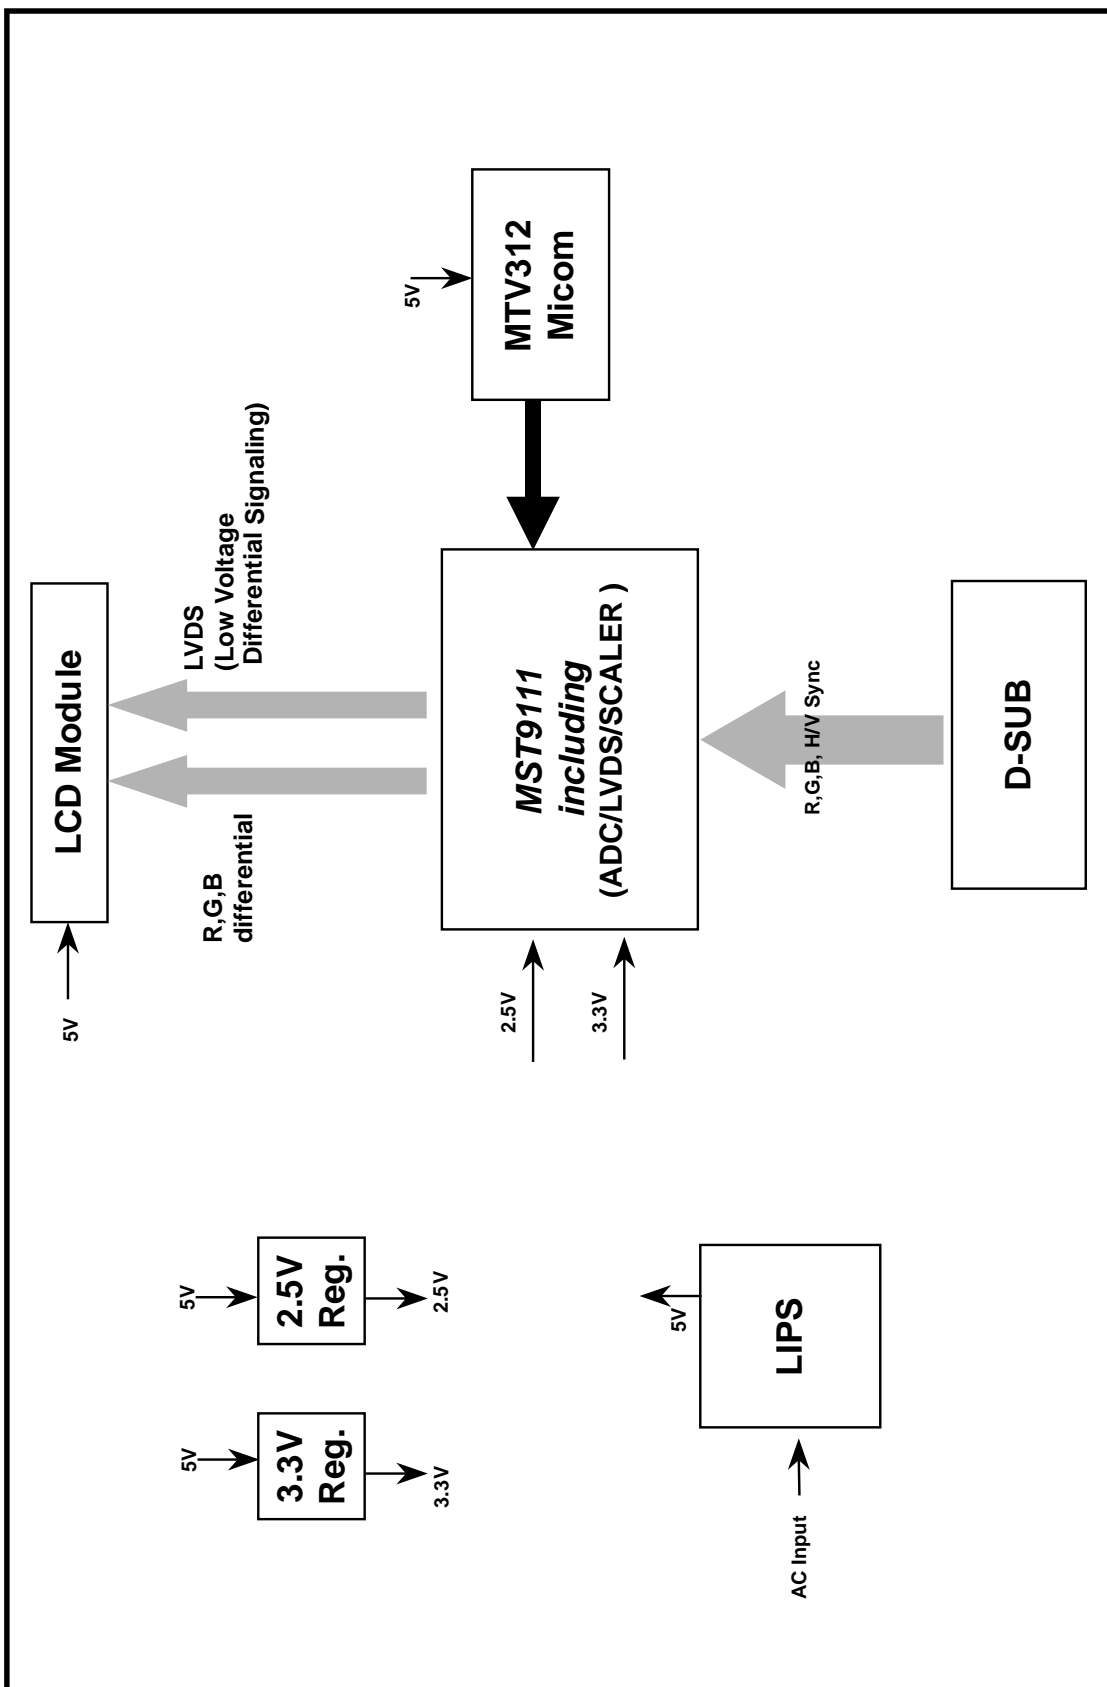 3.3V
Reg.
5V
3.3V
2.5V
Reg.
5V
2.5V
AC Input
LIPS
5V
5V
LCD Module
R,G,B
differential
LVDS
(Low Voltage
Differential Signaling)
2.5V
3.3V
MST9111
including
(ADC/LVDS/SCALER )
R,G,B, H/V Sync
D-SUB
5V
MTV312
Micom